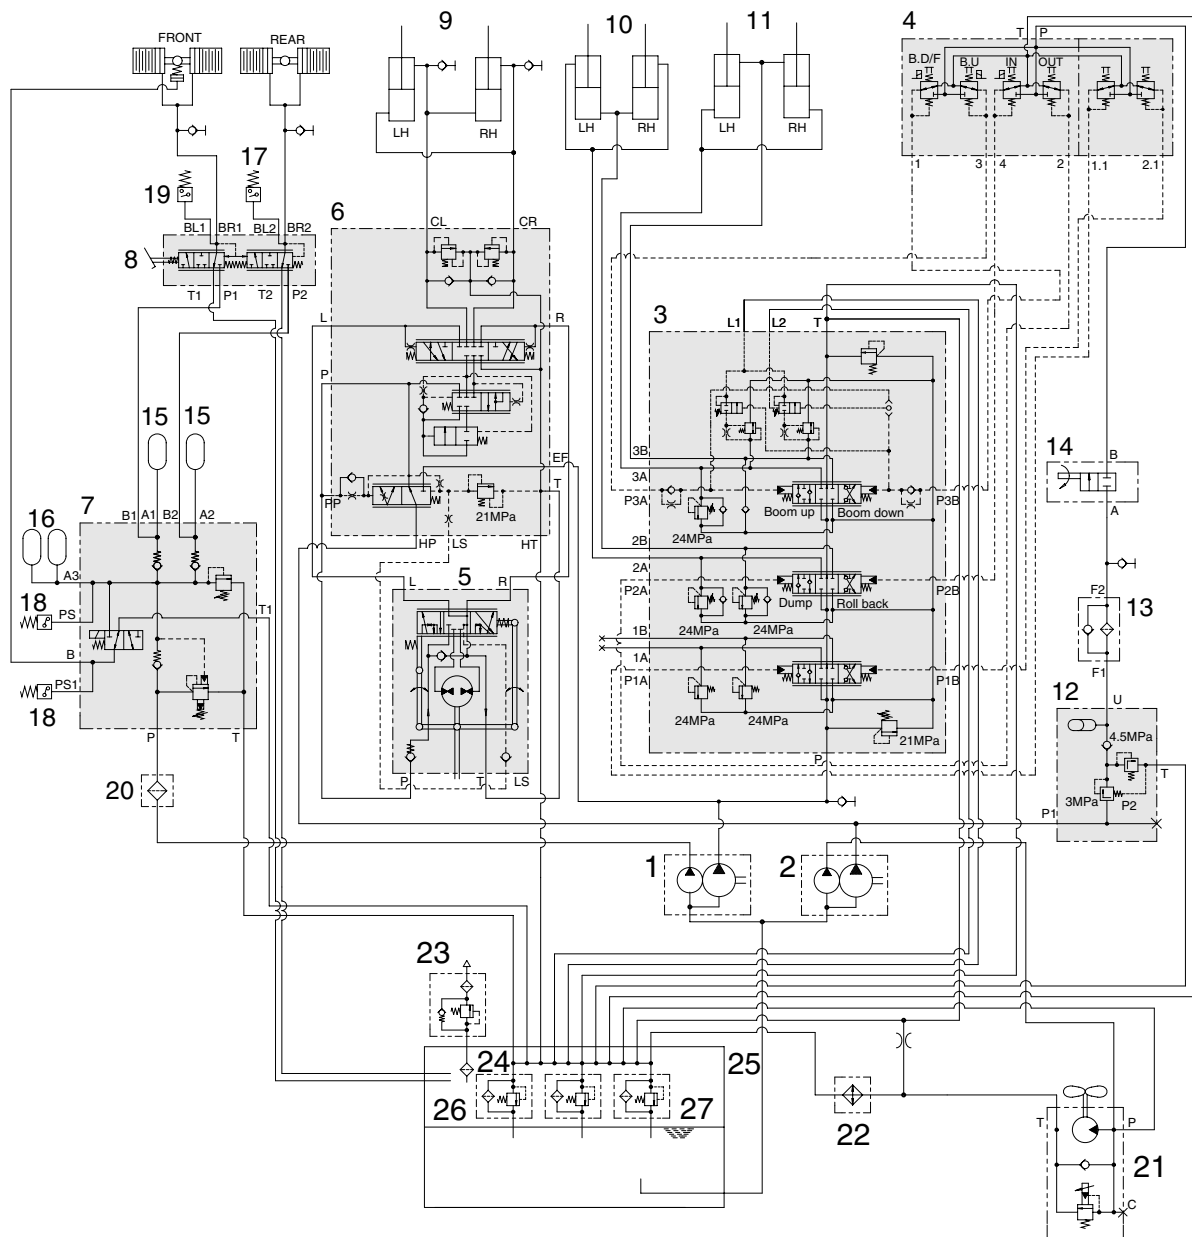 9
10
11
4
FRONT
REAR
T P
B.D/F
B.U
IN
OUT
LH
RH
LH
RH
LH
RH
1
3
4
2
1.1
2.1
17
19
6
BL1
BR1
BL2
BR2
CL
CR
8
T1
P1
T2
P2
3
L
R
L1
L2
T
P
15
15
14
B
3B
3A
EF
T
P3A
P3B
A
PP
Boom up
Boom down
21MPa
24MPa
7
B1
A1
B2
A2
16
HP
LS
HT
2B
2A
A3
5
L
R
P2A
P2B
F2
13
18
PS
T1
Dump
Roll back
24MPa
24MPa
1B
B
1A
F1
PS1
P1A
P1B
18
12
U
24MPa
24MPa
21MPa
4.5MPa
P
T
P
T
20
P
T
LS
3MPa
P2
P1
1
2
23
24
25
26
27
22
T
P
21
C